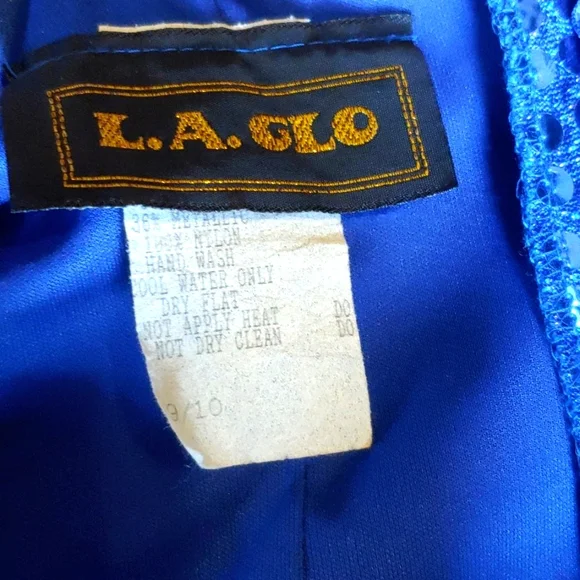 L.A. GLO
METALLIC
NYLON
HAND WASH
OOL WATER ONLY
DRY FLAT
NOT APPLY HEAT DO
NOT DRY CLEAN DO
9/10